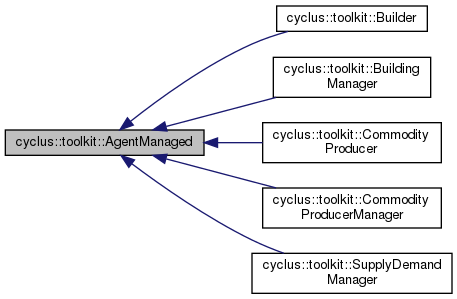 cyclus::toolkit::Builder
cyclus::toolkit::Building
Manager
cyclus::toolkit::AgentManaged
cyclus::toolkit::Commodity
Producer
cyclus::toolkit::Commodity
ProducerManager
cyclus::toolkit::SupplyDemand
Manager